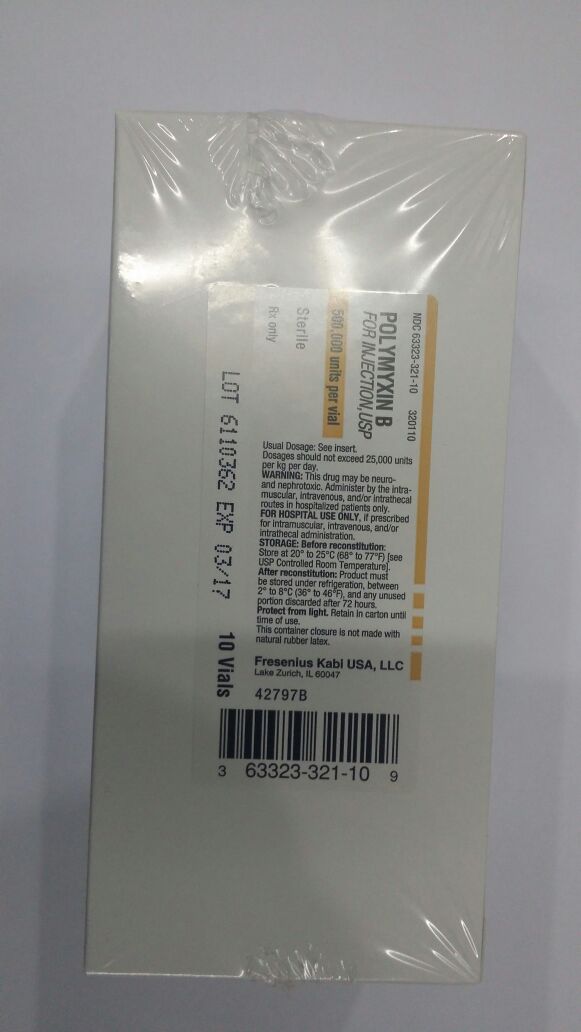 NDC 63323-321-10 320110
POLYMYXIN B
FOR INJECTION, USP
500,000 units per vial
Sterile
Rx only
Usual Dosage: See insert.
Dosages should not exceed 25,000 units
per kg per day.
WARNING: This drug may be neuro-
and nephrotoxic. Administer by the intra-
muscular, intravenous, and/or intrathecal
routes in hospitalized patients only.
FOR HOSPITAL USE ONLY, if prescribed
for intramuscular, intravenous, and/or
intrathecal administration.
STORAGE: Before reconstitution:
Store at 20° to 25°C (68° to 77°F) [see
USP Controlled Room Temperature].
After reconstitution: Product must
be stored under refrigeration, between
2° to 8°C (36° to 46°F), and any unused
portion discarded after 72 hours.
Protect from light. Retain in carton until
time of use.
This container closure is not made with
natural rubber latex.
Fresenius Kabi USA, LLC
Lake Zurich, IL 60047
42797B
LOT 6110362 EXP 03/17
10 Vials
3 63323-321-10 9